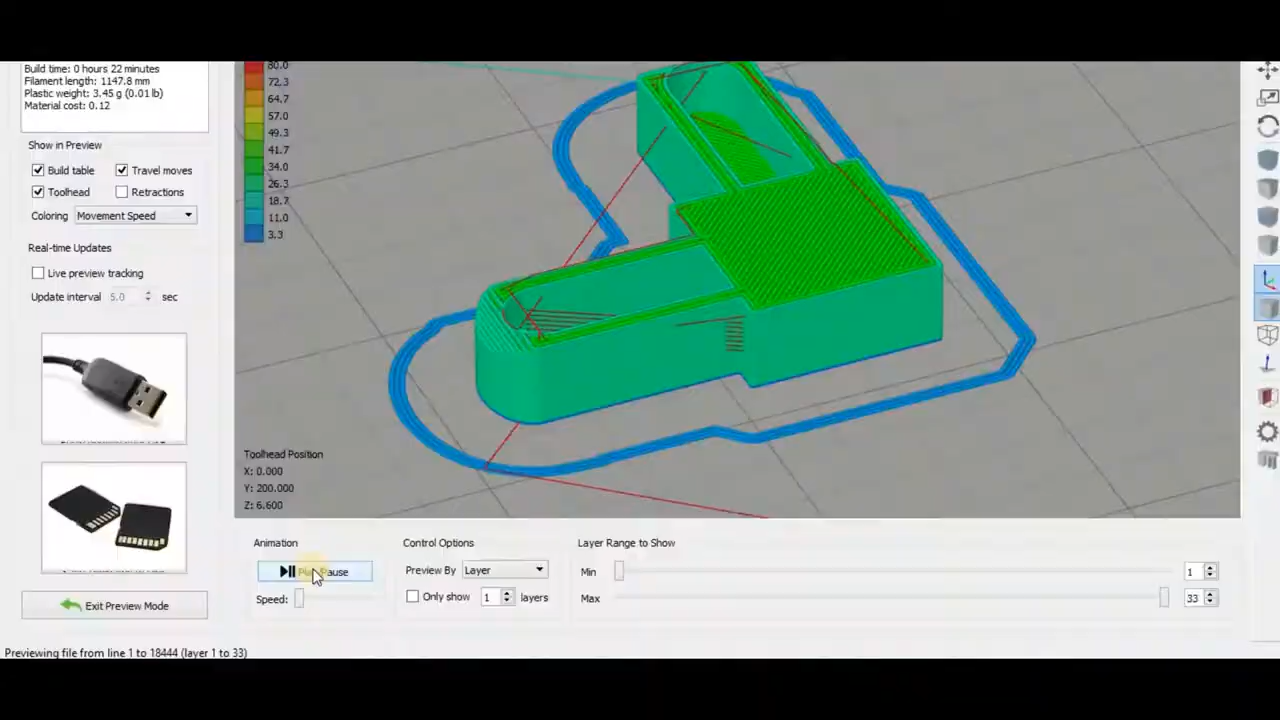 Build time: 0 hours 22 minutes
Filament length: 1147.8 mm
Plastic weight: 3.45 g (0.01 lb)
Material cost: 0.12
Show in Preview
Build table
Travel moves
Toolhead
Retractions
Coloring
Movement Speed
Real-time Updates
Live preview tracking
Update interval
5.0
sec
Exit Preview Mode
80.0
72.3
64.7
57.0
49.3
41.7
34.0
26.3
18.7
11.0
3.3
Toolhead Position
X: 0.000
Y: 200.000
Z: 6.600
Animation
Play/Pause
Speed:
Control Options
Preview By
Layer
Only show
1
layers
Layer Range to Show
Min
1
Max
33
Previewing file from line 1 to 18444 (layer 1 to 33)